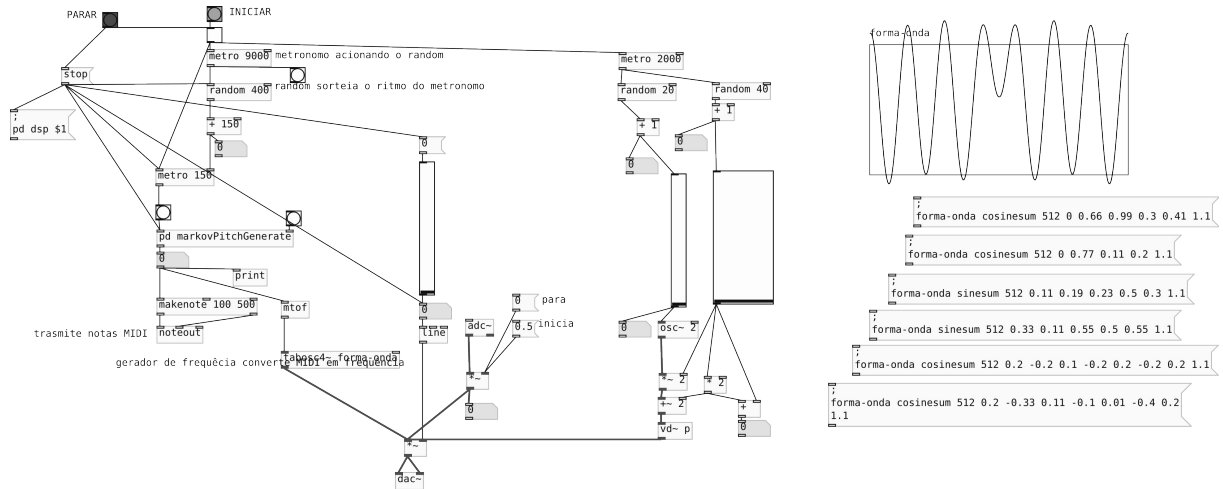 PARAR
INICIAR
metro 9000
metronomo acionando o random
stop
random 400
random sorteia o ritmo do metronomo
;
pd dsp $1
+ 150
0
metro 150
pd markovPitchGenerate
0
print
makenote 100 500
mtof
trasmite notas MIDI
noteout
tabosc4~ forma-onda
gerador de frequêcia converte MIDI em frequência
0
0
line
adc~
0
para
0.5
inicia
*~
0
*~
dac~
metro 2000
random 20
random 40
+ 1
+ 1
0
0
0
osc~ 2
*~ 2
* 2
+~ 2
+
0
vd~ p
forma-onda
;
forma-onda cosinesum 512 0 0.66 0.99 0.3 0.41 1.1
;
forma-onda cosinesum 512 0 0.77 0.11 0.2 1.1
;
forma-onda sinesum 512 0.11 0.19 0.23 0.5 0.3 1.1
;
forma-onda sinesum 512 0.33 0.11 0.55 0.5 0.55 1.1
;
forma-onda cosinesum 512 0.2 -0.2 0.1 -0.2 0.2 -0.2 0.2 1.1
;
forma-onda cosinesum 512 0.2 -0.33 0.11 -0.1 0.01 -0.4 0.2
1.1